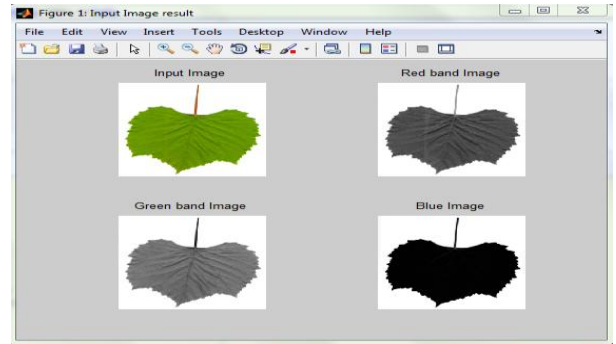 Figure 1: Input Image result
File Edit View Insert Tools Desktop Window Help
Input Image
Red band Image
Green band Image
Blue Image